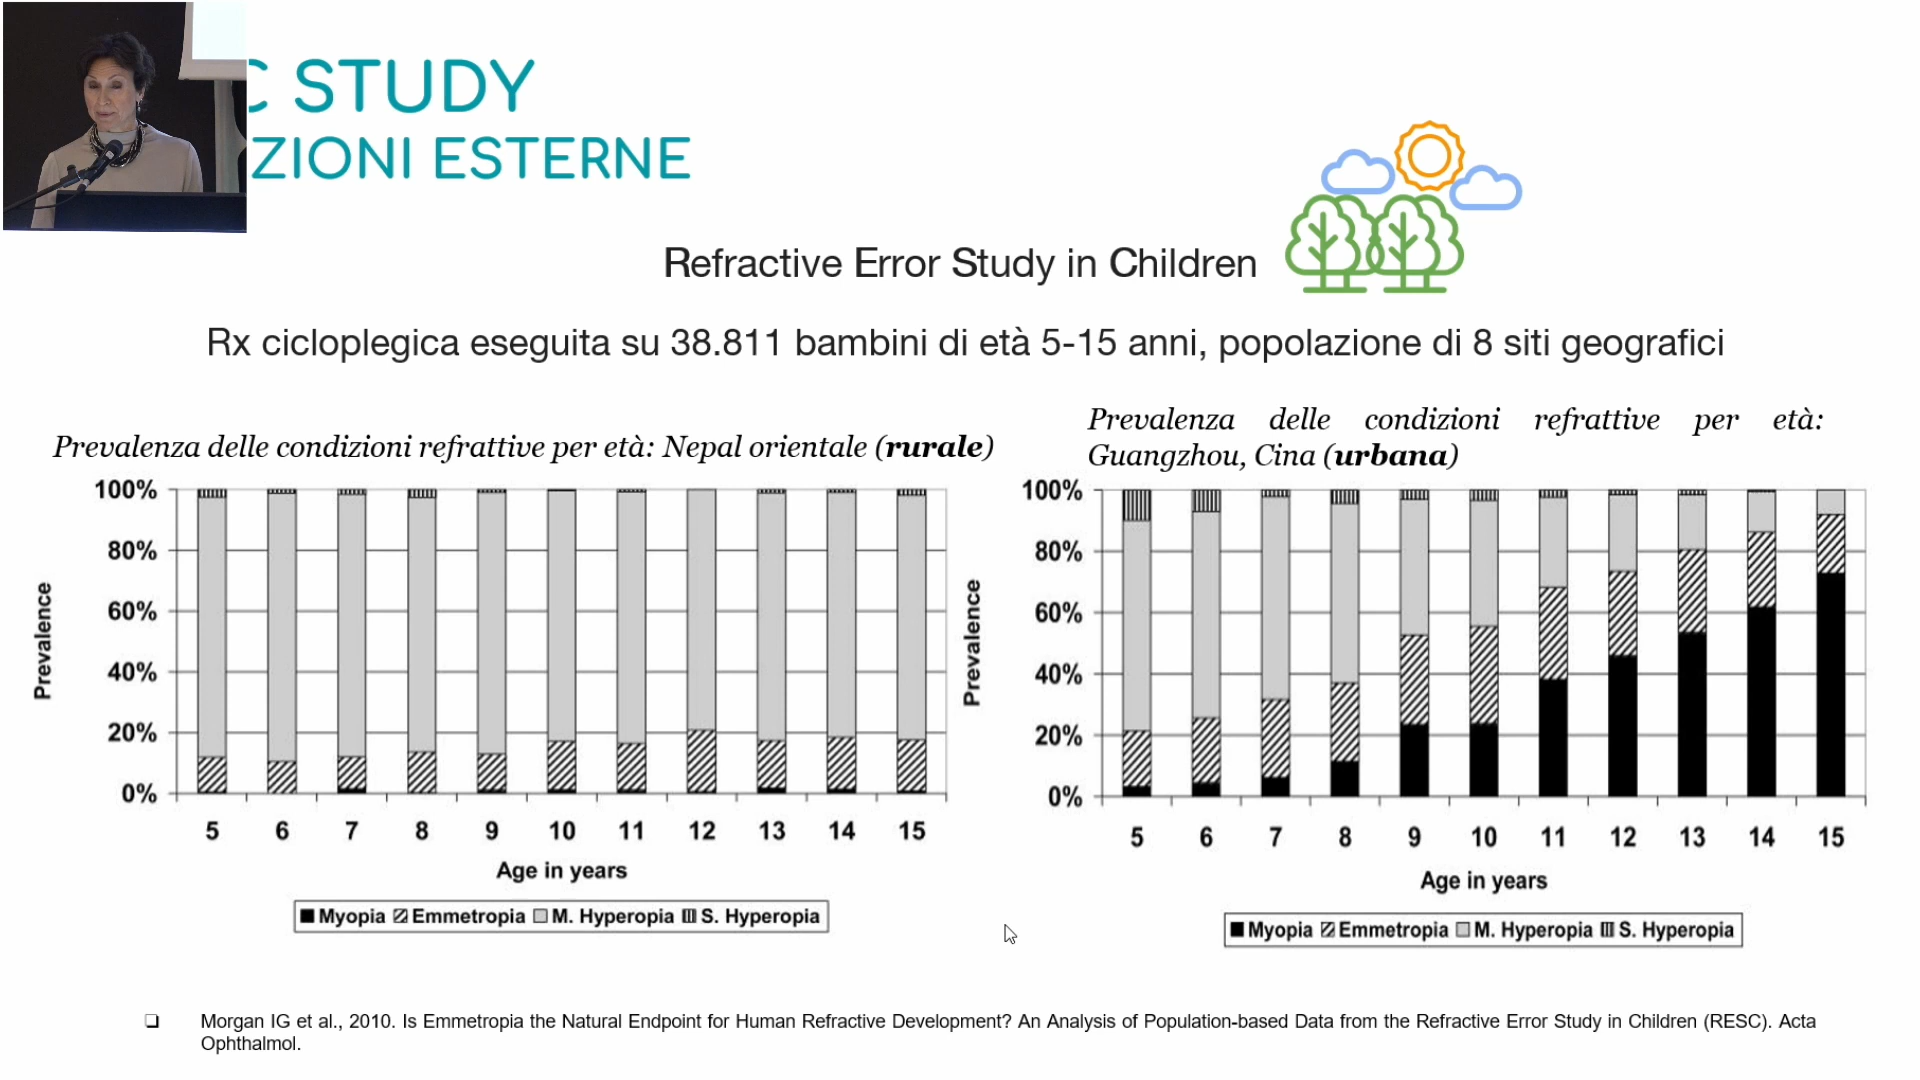 C STUDY
ZIONI ESTERNE
Refractive Error Study in Children
Rx cicloplegica eseguita su 38.811 bambini di età 5-15 anni, popolazione di 8 siti geografici
Prevalenza delle condizioni refrattive per età: Nepal orientale (rurale)
100%
80%
60%
40%
20%
0%
Prevalence
5 6 7 8 9 10 11 12 13 14 15
Age in years
Myopia Emmetropia M. Hyperopia S. Hyperopia
Prevalenza delle condizioni refrattive per età:
Guangzhou, Cina (urbana)
100%
80%
60%
40%
20%
0%
Prevalence
5 6 7 8 9 10 11 12 13 14 15
Age in years
Myopia Emmetropia M. Hyperopia S. Hyperopia
Morgan IG et al., 2010. Is Emmetropia the Natural Endpoint for Human Refractive Development? An Analysis of Population-based Data from the Refractive Error Study in Children (RESC). Acta
Ophthalmol.